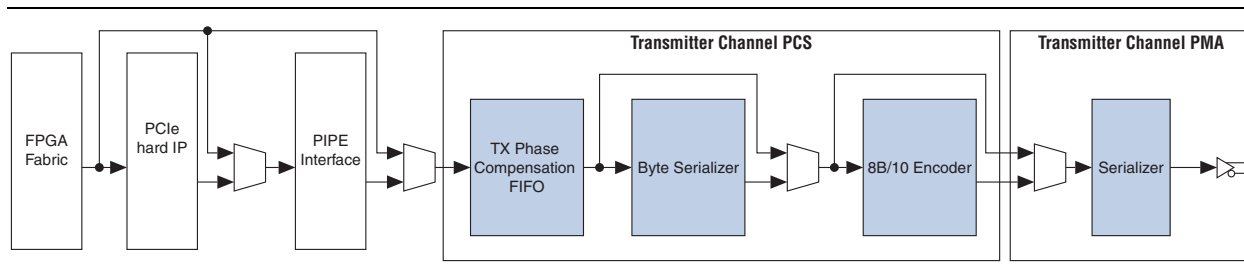 Transmitter Channel PCS
Transmitter Channel PMA
FPGA
Fabric
PCIe
hard IP
PIPE
Interface
TX Phase
Compensation
FIFO
Byte Serializer
8B/10 Encoder
Serializer